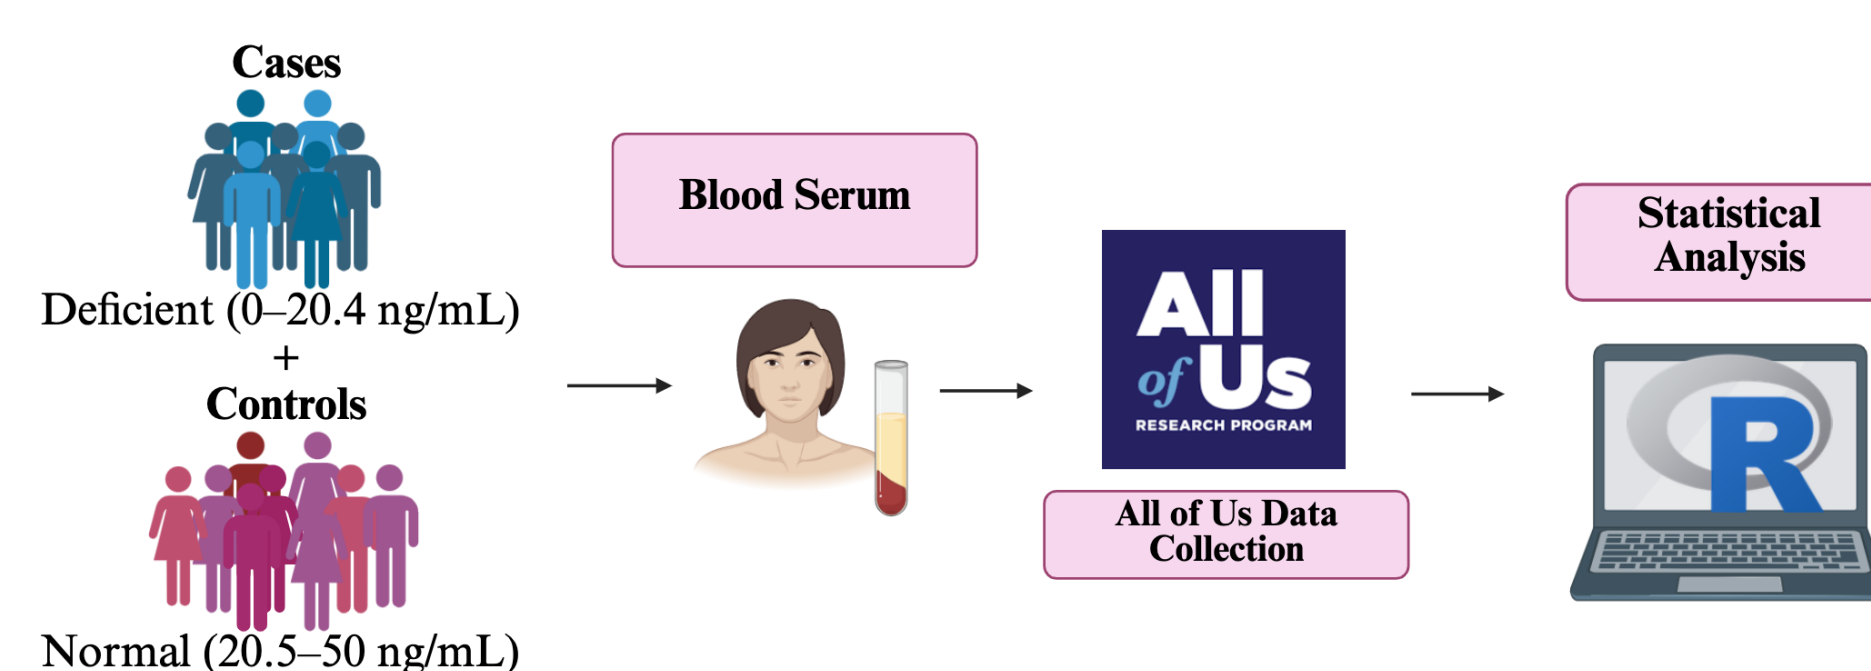 Cases
Deficient (0–20.4 ng/mL)
+
Controls
Normal (20.5–50 ng/mL)
Blood Serum
All
of Us
RESEARCH PROGRAM
All of Us Data
Collection
Statistical
Analysis
R